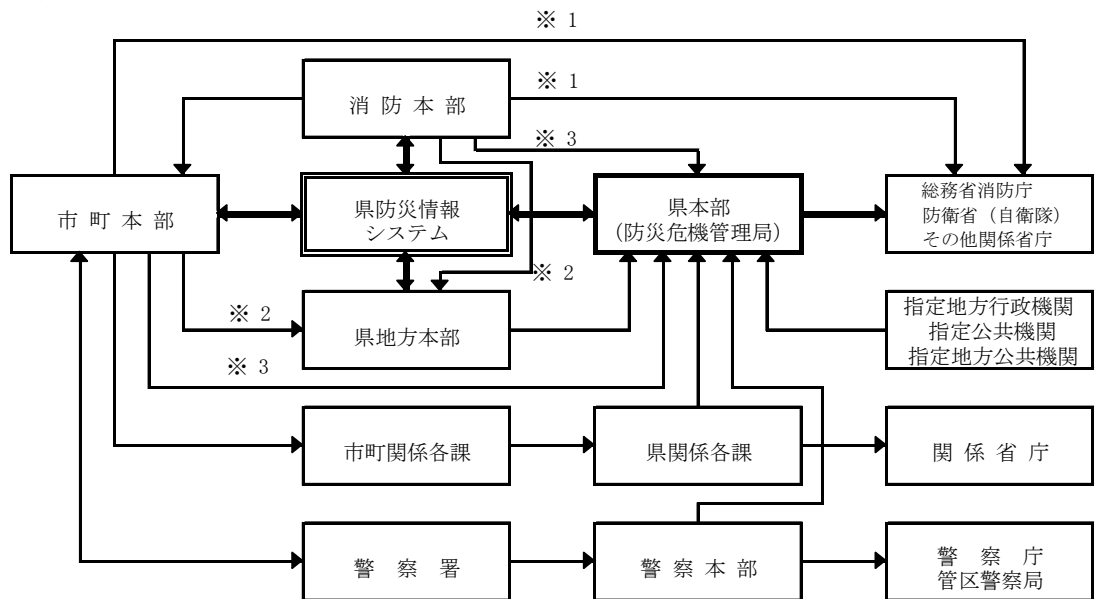 ※ 1
※ 1
消 防 本 部
※ 3
市 町 本 部
県防災情報
システム
県本部
（防災危機管理局）
総務省消防庁
防衛省（自衛隊）
その他関係省庁
※ 2
※ 2
県地方本部
指定地方行政機関
指定公共機関
指定地方公共機関
※ 3
市町関係各課
県関係各課
関 係 省 庁
警 察 署
警 察 本 部
警 察 庁
管区警察局